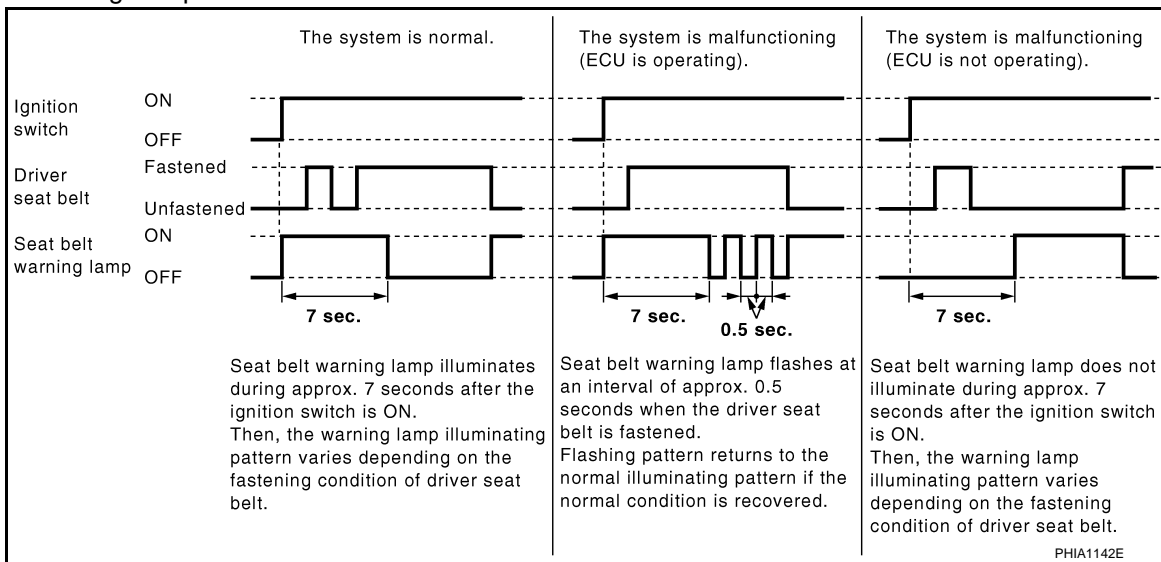 The system is normal.
The system is malfunctioning
(ECU is operating).
The system is malfunctioning
(ECU is not operating).
Ignition
switch
ON
OFF
Driver
seat belt
Fastened
Unfastened
Seat belt
warning lamp
ON
OFF
7 sec.
7 sec.
0.5 sec.
7 sec.
Seat belt warning lamp illuminates
during approx. 7 seconds after the
ignition switch is ON.
Then, the warning lamp illuminating
pattern varies depending on the
fastening condition of driver seat
belt.
Seat belt warning lamp flashes at
an interval of approx. 0.5
seconds when the driver seat
belt is fastened.
Flashing pattern returns to the
normal illuminating pattern if the
normal condition is recovered.
Seat belt warning lamp does not
illuminate during approx. 7
seconds after the ignition switch
is ON.
Then, the warning lamp
illuminating pattern varies
depending on the fastening
condition of driver seat belt.
PHIA1142E